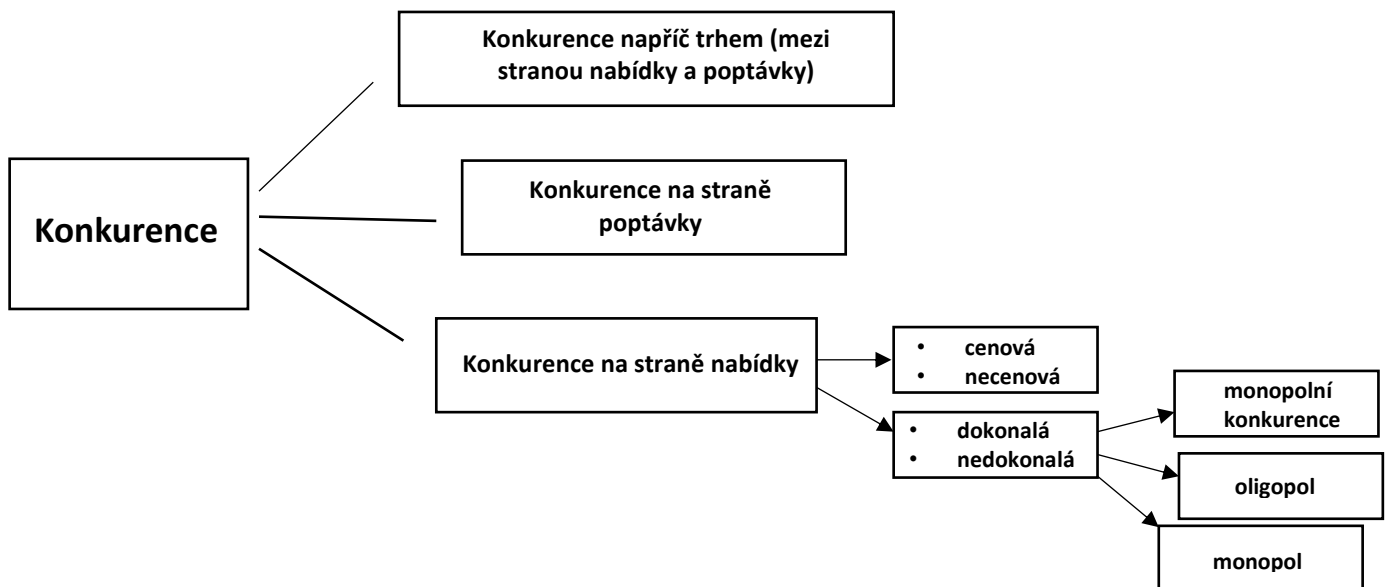 Konkurence napříč trhem (mezi
stranou nabídky a poptávky)
Konkurence
Konkurence na straně
poptávky
Konkurence na straně nabídky
• cenová
• necenová
• dokonalá
• nedokonalá
monopolní
konkurence
oligopol
monopol